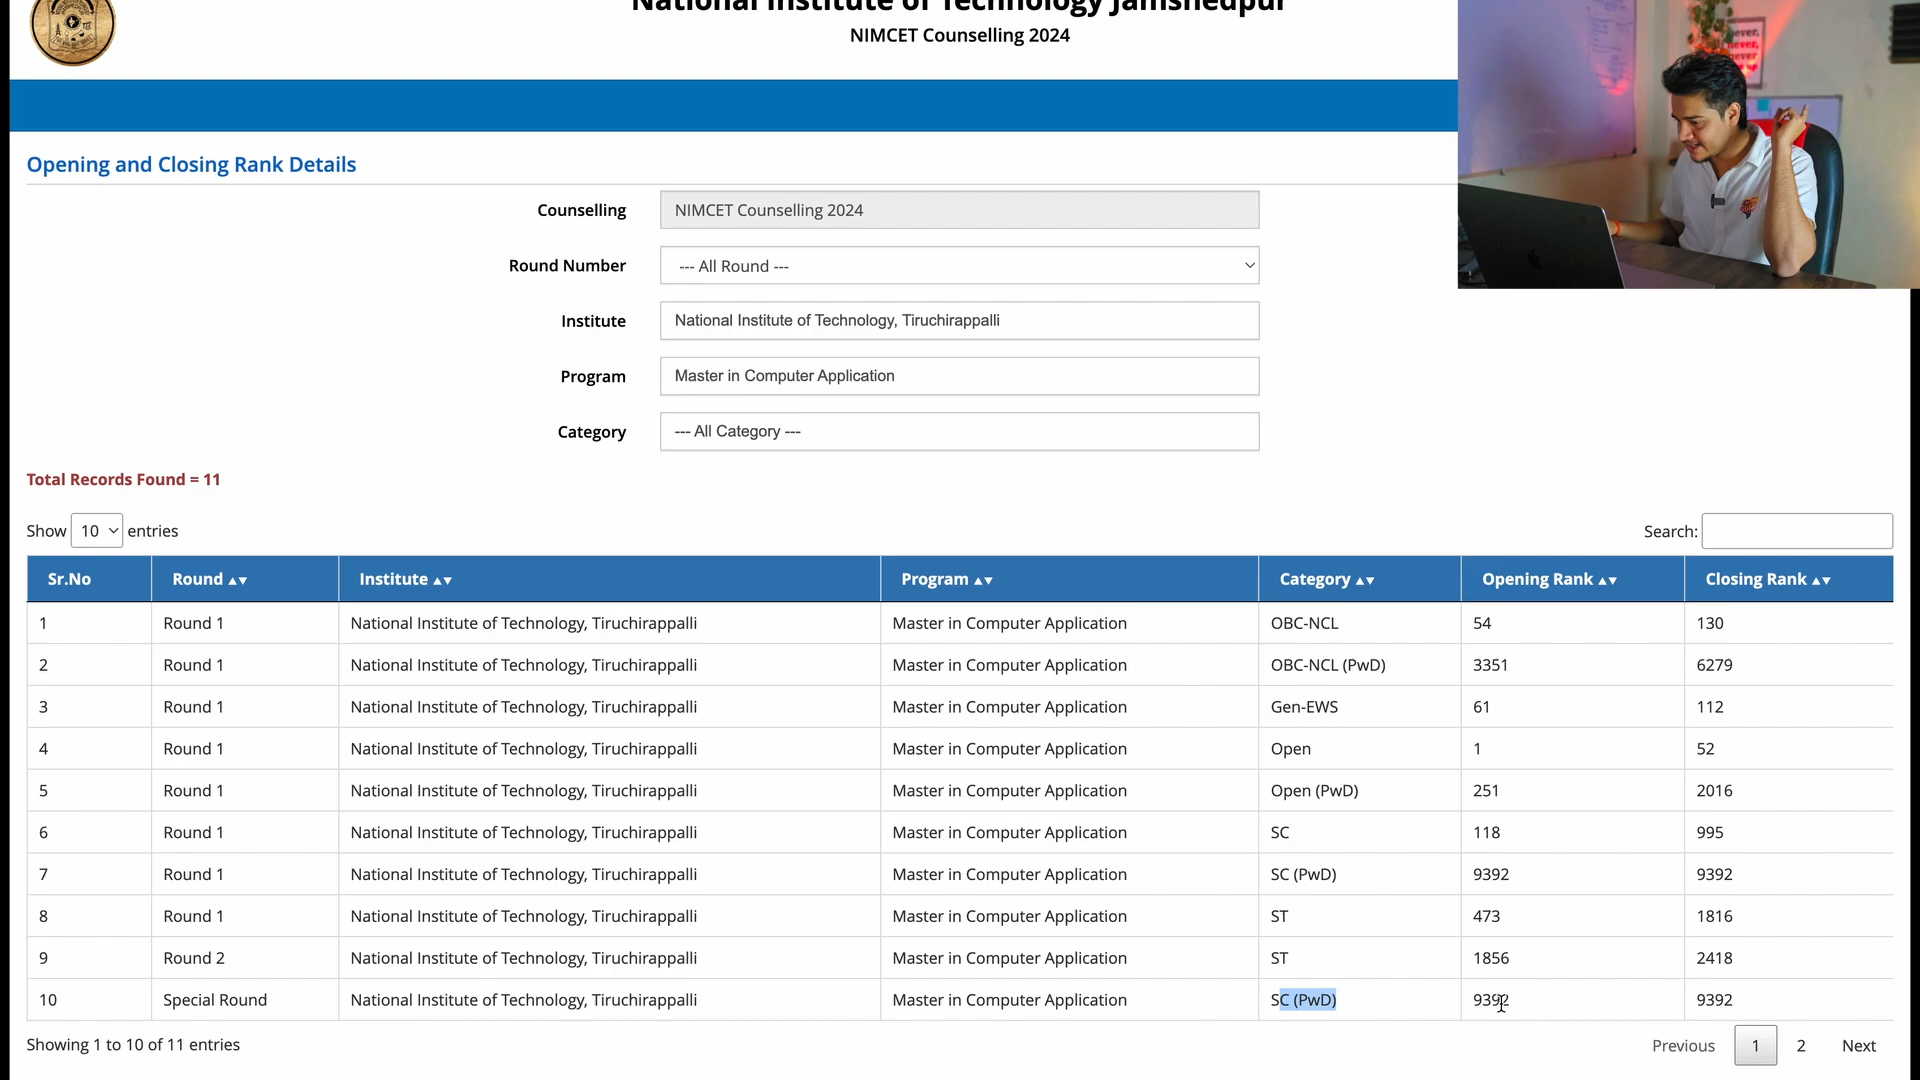 National Institute of Technology Jamshedpur
NIMCET Counselling 2024
never,
never,
never
Opening and Closing Rank Details
Counselling NIMCET Counselling 2024
Round Number --- All Round ---
Institute National Institute of Technology, Tiruchirappalli
Program Master in Computer Application
Category --- All Category ---
Total Records Found = 11
Show 10 entries Search:
Sr.No Round ▲▼ Institute ▲▼ Program ▲▼ Category ▲▼ Opening Rank ▲▼ Closing Rank ▲▼
1 Round 1 National Institute of Technology, Tiruchirappalli Master in Computer Application OBC-NCL 54 130
2 Round 1 National Institute of Technology, Tiruchirappalli Master in Computer Application OBC-NCL (PwD) 3351 6279
3 Round 1 National Institute of Technology, Tiruchirappalli Master in Computer Application Gen-EWS 61 112
4 Round 1 National Institute of Technology, Tiruchirappalli Master in Computer Application Open 1 52
5 Round 1 National Institute of Technology, Tiruchirappalli Master in Computer Application Open (PwD) 251 2016
6 Round 1 National Institute of Technology, Tiruchirappalli Master in Computer Application SC 118 995
7 Round 1 National Institute of Technology, Tiruchirappalli Master in Computer Application SC (PwD) 9392 9392
8 Round 1 National Institute of Technology, Tiruchirappalli Master in Computer Application ST 473 1816
9 Round 2 National Institute of Technology, Tiruchirappalli Master in Computer Application ST 1856 2418
10 Special Round National Institute of Technology, Tiruchirappalli Master in Computer Application SC (PwD) 9392 9392
Showing 1 to 10 of 11 entries Previous 1 2 Next